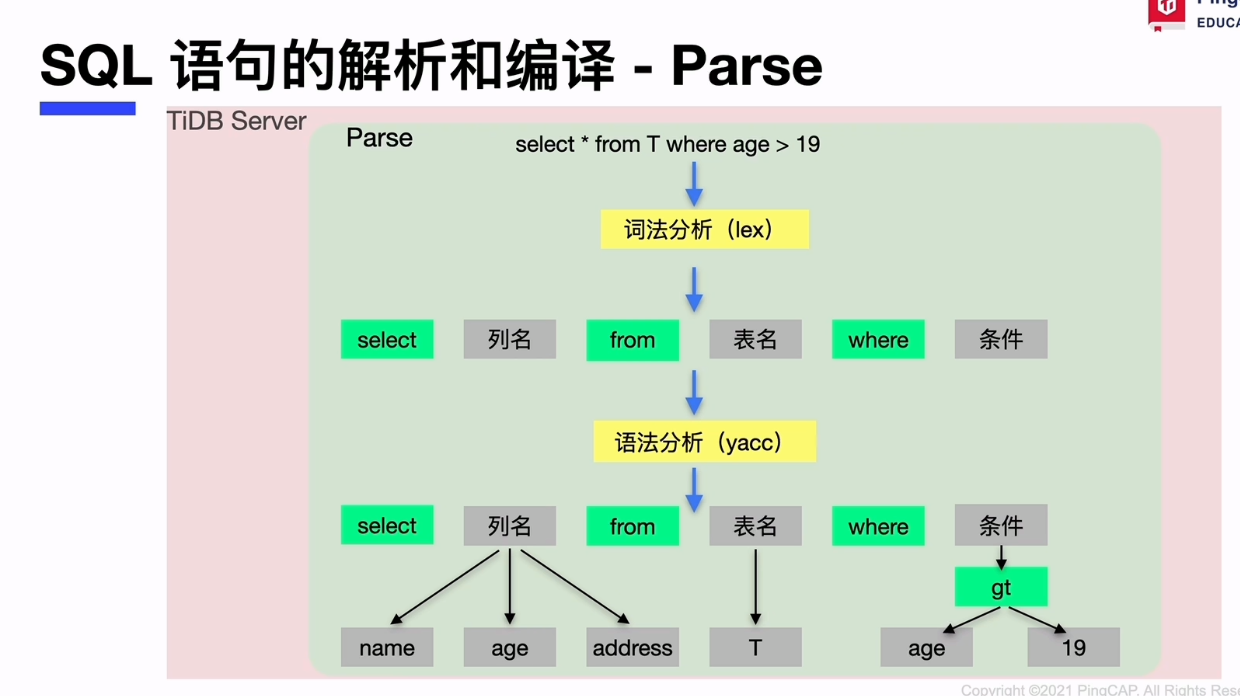 EDUCA
SQL 语句的解析和编译 - Parse
TiDB Server
Parse
select * from T where age > 19
词法分析（lex）
select 列名 from 表名 where 条件
语法分析（yacc）
select 列名 from 表名 where 条件
gt
name age address T age 19
Copyright ©2021 PingCAP. All Rights Rese